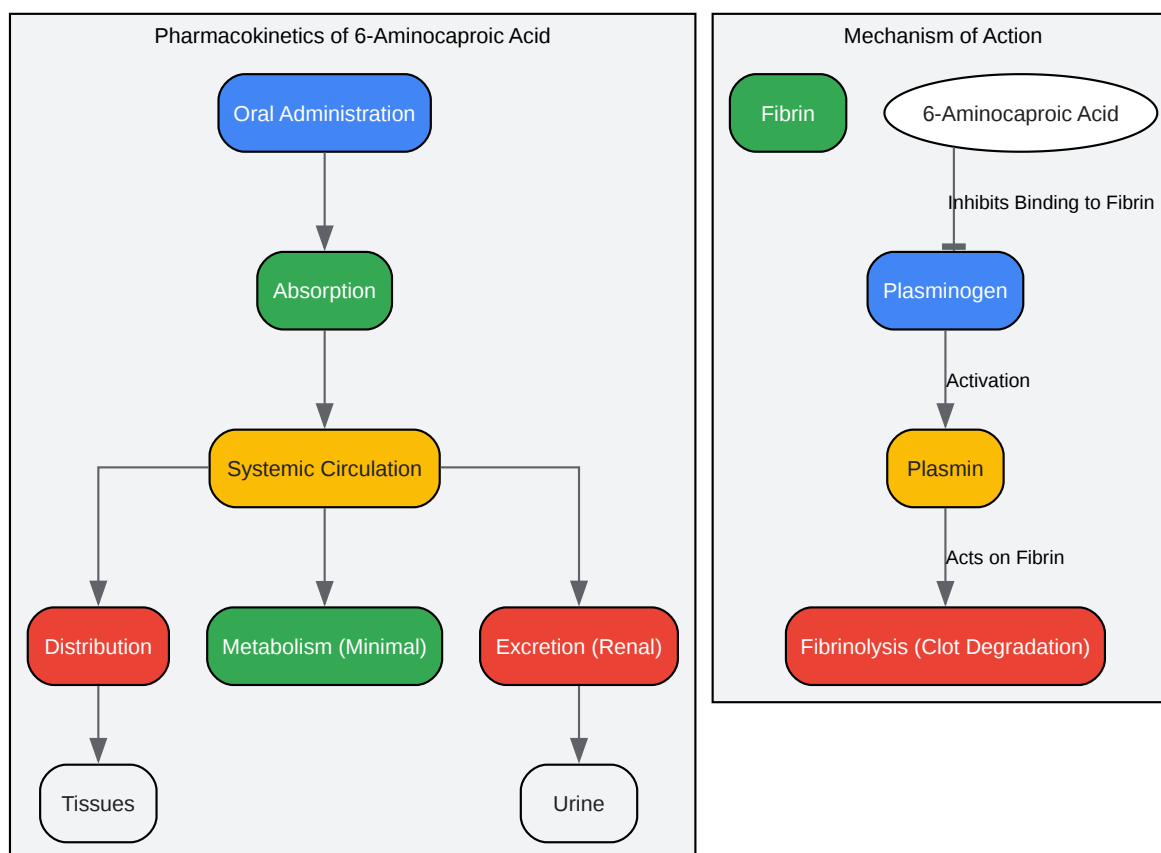 Pharmacokinetics of 6-Aminocaproic Acid
Oral Administration
Absorption
Systemic Circulation
Distribution
Metabolism (Minimal)
Excretion (Renal)
Tissues
Urine
Mechanism of Action
Fibrin
6-Aminocaproic Acid
Inhibits Binding to Fibrin
Plasminogen
Activation
Plasmin
Acts on Fibrin
Fibrinolysis (Clot Degradation)